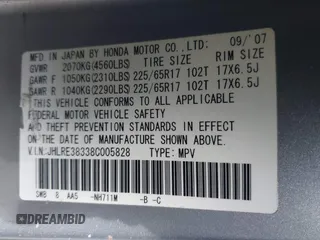 MFD. IN JAPAN BY HONDA MOTOR CO., LTD. 09/'07
GVWR 2070KG(4560LBS) TIRE SIZE RIM SIZE
GAWR F 1050KG(2310LBS) 225/65R17 102T 17X6.5J
GAWR R 1040KG(2290LBS) 225/65R17 102T 17X6.5J
THIS VEHICLE CONFORMS TO ALL APPLICABLE
FEDERAL MOTOR VEHICLE SAFETY AND THEFT
PREVENTION STANDARDS IN EFFECT ON THE
DATE OF MANUFACTURE SHOWN ABOVE.
V I N: JHLRE38338C005828 TYPE: MPV
SWB 8 AA5 -NH711M -B -C